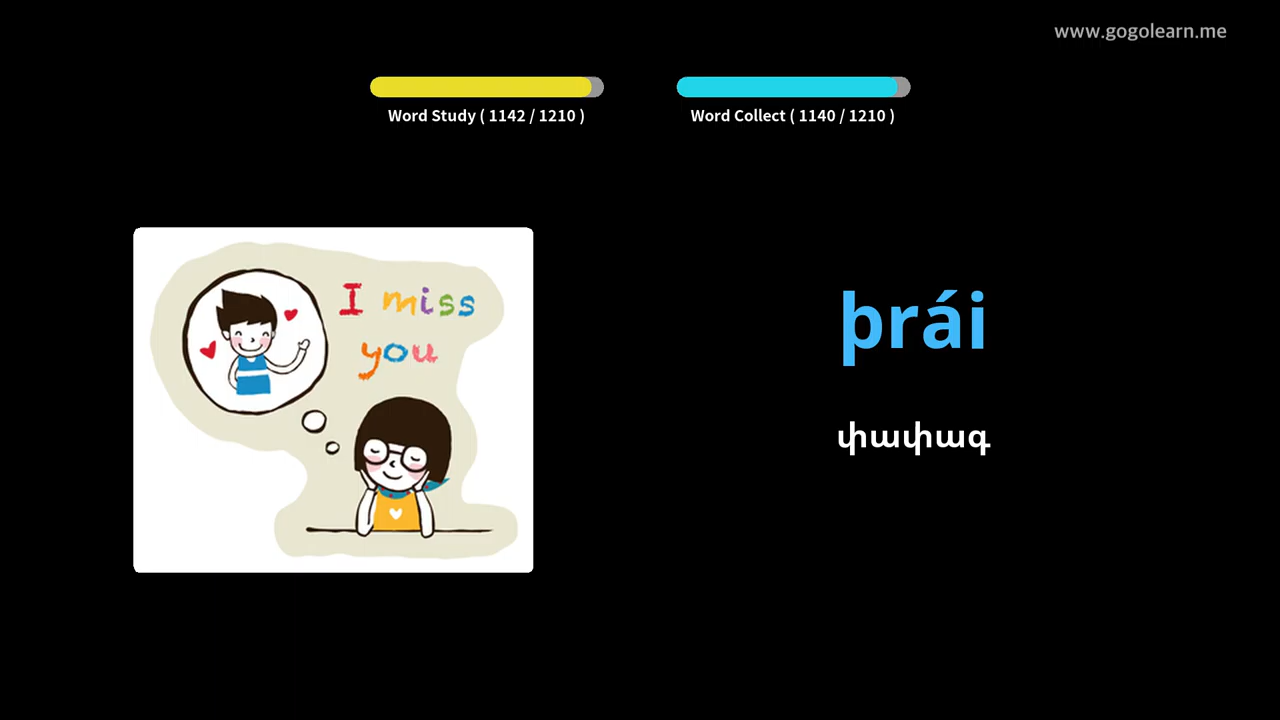 www.gogolearn.me
Word Study ( 1142 / 1210 )
Word Collect ( 1140 / 1210 )
I miss
you
þrái
փափագ